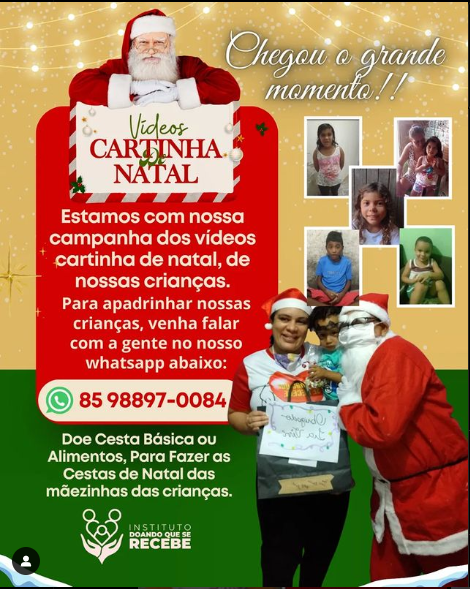 Chegou o grande
momento!!
Vídeos
CARTINHA
De
NATAL
Estamos com nossa
campanha dos vídeos
cartinha de natal, de
nossas crianças.
Para apadrinhar nossas
crianças, venha falar
com a gente no nosso
whatsapp abaixo:
85 98897-0084
Doe Cesta Básica ou
Alimentos, Para Fazer as
Cestas de Natal das
mãezinhas das crianças.
INSTITUTO
DOANDO QUE SE
RECEBE